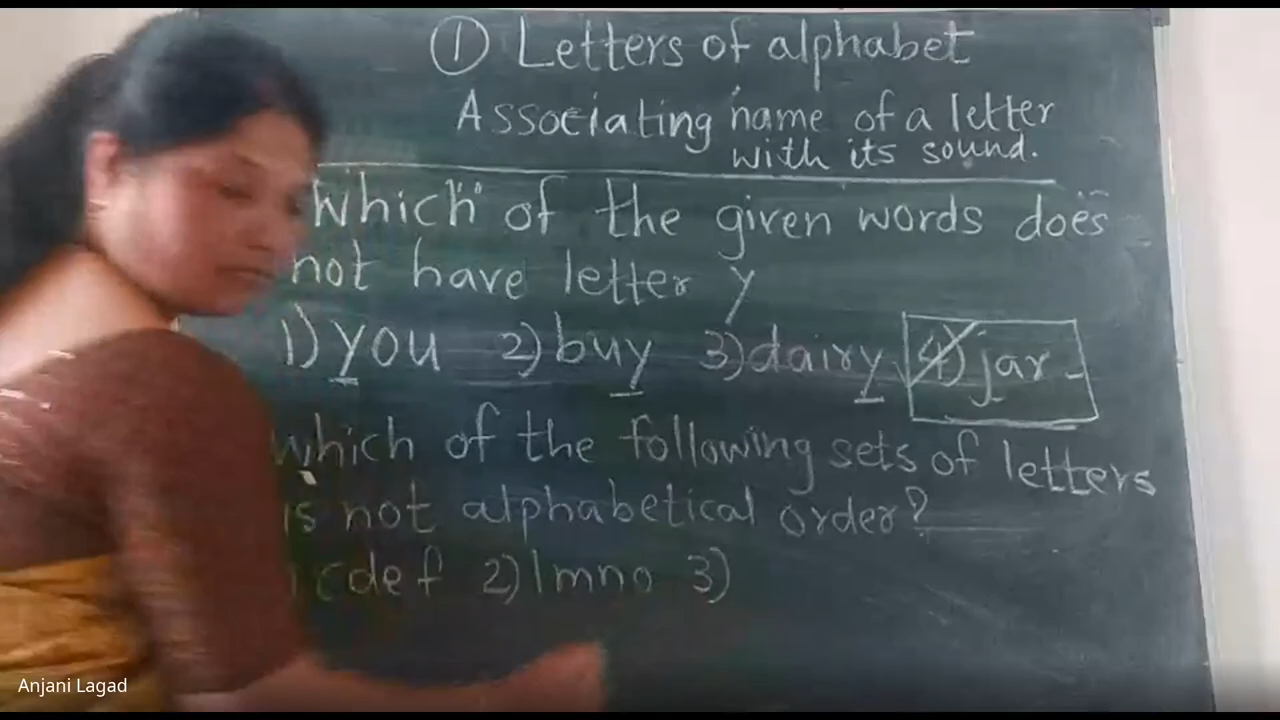 ① Letters of alphabet
Associating name of a letter
with its sound.
Which of the given words does
not have letter y
1) you 2) buy 3) dairy 4) jar
which of the following sets of letters
is not alphabetical order?
cdef 2) lmno 3)
Anjani Lagad